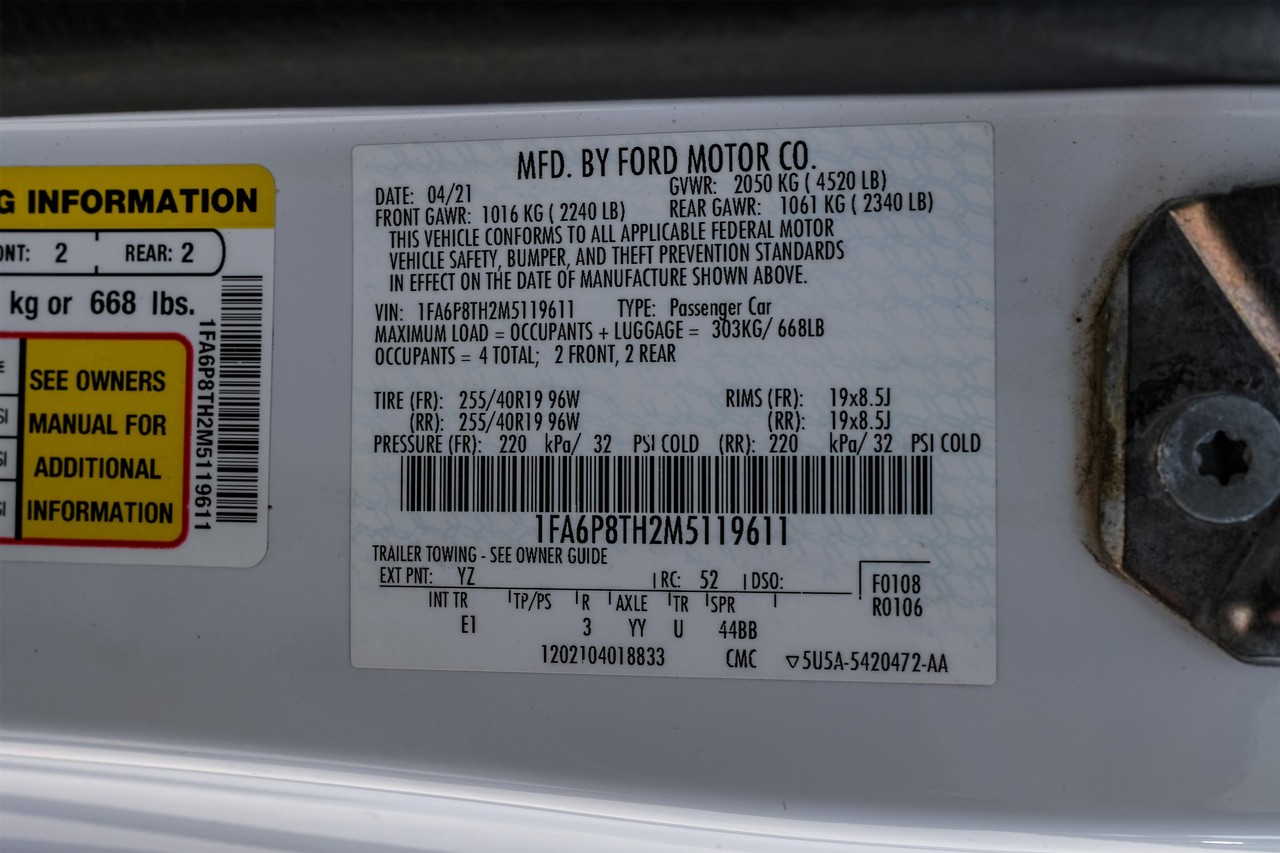 G INFORMATION
ONT: 2 REAR: 2
kg or 668 lbs.
SEE OWNERS
MANUAL FOR
ADDITIONAL
INFORMATION
1FA6P8TH2M5119611
MFD. BY FORD MOTOR CO.
DATE: 04/21 GVWR: 2050 KG ( 4520 LB)
FRONT GAWR: 1016 KG ( 2240 LB) REAR GAWR: 1061 KG ( 2340 LB)
THIS VEHICLE CONFORMS TO ALL APPLICABLE FEDERAL MOTOR
VEHICLE SAFETY, BUMPER, AND THEFT PREVENTION STANDARDS
IN EFFECT ON THE DATE OF MANUFACTURE SHOWN ABOVE.
VIN: 1FA6P8TH2M5119611 TYPE: Passenger Car
MAXIMUM LOAD = OCCUPANTS + LUGGAGE = 303KG/ 668LB
OCCUPANTS = 4 TOTAL; 2 FRONT, 2 REAR
TIRE (FR): 255/40R19 96W RIMS (FR): 19x8.5J
(RR): 255/40R19 96W (RR): 19x8.5J
PRESSURE (FR): 220 kPa/ 32 PSI COLD (RR): 220 kPa/ 32 PSI COLD
1FA6P8TH2M5119611
TRAILER TOWING - SEE OWNER GUIDE
EXT PNT: YZ RC: 52 DSO:
F0108
R0106
INT TR TP/PS R AXLE TR SPR
E1 3 YY U 44BB
1202104018833 CMC ▽5U5A-5420472-AA